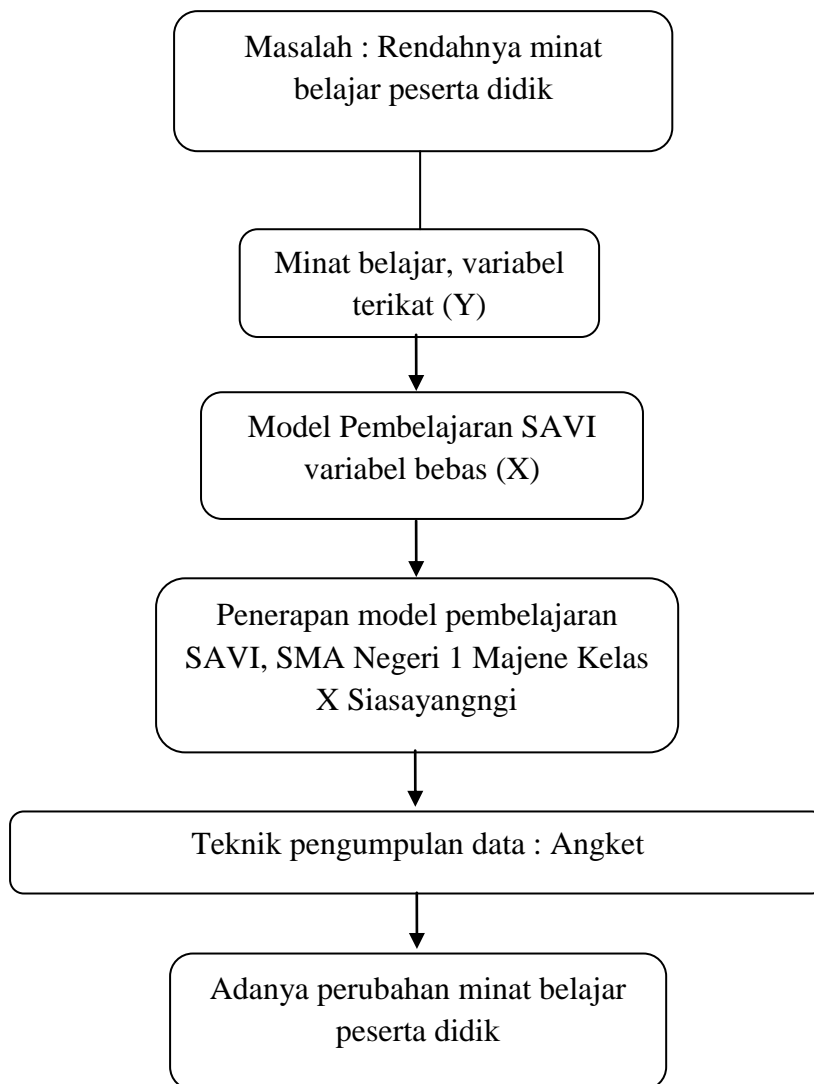 Masalah : Rendahnya minat
belajar peserta didik
Minat belajar, variabel
terikat (Y)
Model Pembelajaran SAVI
variabel bebas (X)
Penerapan model pembelajaran
SAVI, SMA Negeri 1 Majene Kelas
X Siasayangngi
Teknik pengumpulan data : Angket
Adanya perubahan minat belajar
peserta didik